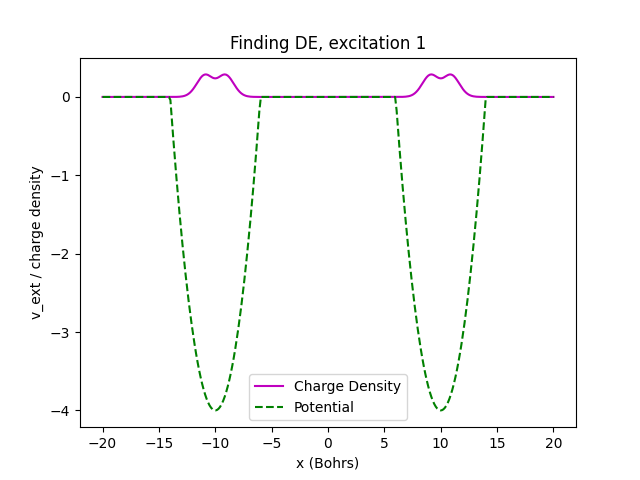 Finding DE, excitation 1
v_ext / charge density
0
−1
−2
−3
−4
Charge Density
Potential
−20
−15
−10
−5
0
5
10
15
20
x (Bohrs)